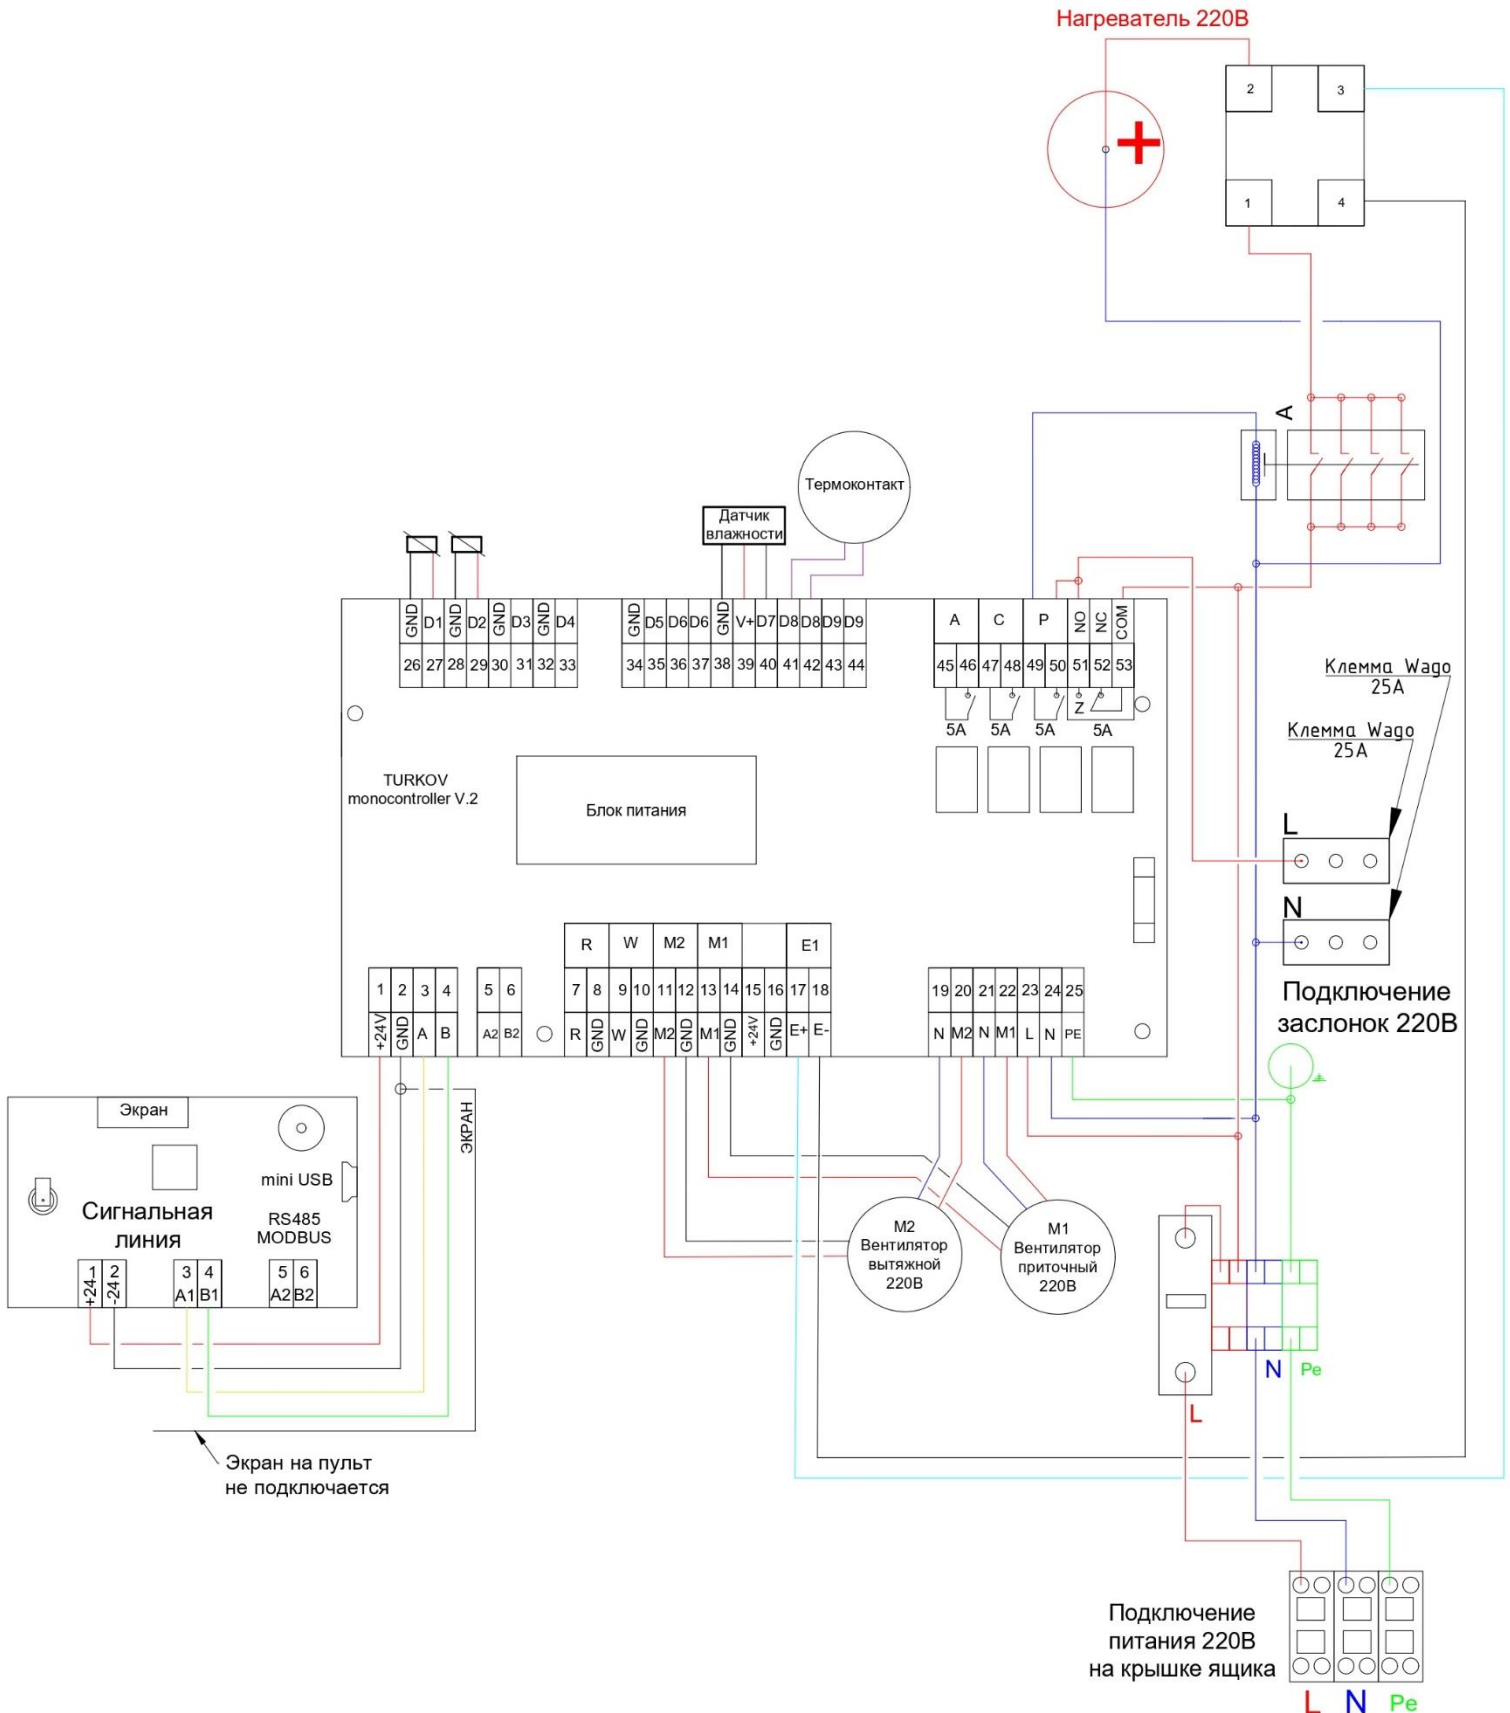 Нагреватель 220В
2
3
1
4
A
Термоконтакт
Датчик
влажности
GND D1 GND D2 GND D3 GND D4
26 27 28 29 30 31 32 33
GND D5 D6 D6 GND V+ D7 D8 D8 D9 D9
34 35 36 37 38 39 40 41 42 43 44
A C P NO NC COM
45 46 47 48 49 50 51 52 53
Z
5A 5A 5A 5A
Клемма Wago
25А
Клемма Wago
25А
TURKOV
monocontroller V.2
Блок питания
L
N
Подключение
заслонок 220В
R W M2 M1 E1
1 2 3 4
5 6
7 8 9 10 11 12 13 14 15 16 17 18
19 20 21 22 23 24 25
+24V GND A B
A2 B2
R GND W GND M2 GND M1 GND +24V GND E+ E-
N M2 N M1 L N PE
Экран
ЭКРАН
mini USB
Сигнальная
линия
RS485
MODBUS
1 2
+24 -24
3 4
A1 B1
5 6
A2 B2
M2
Вентилятор
вытяжной
220В
M1
Вентилятор
приточный
220В
N Pe
L
Экран на пульт
не подключается
Подключение
питания 220В
на крышке ящика
L N Pe